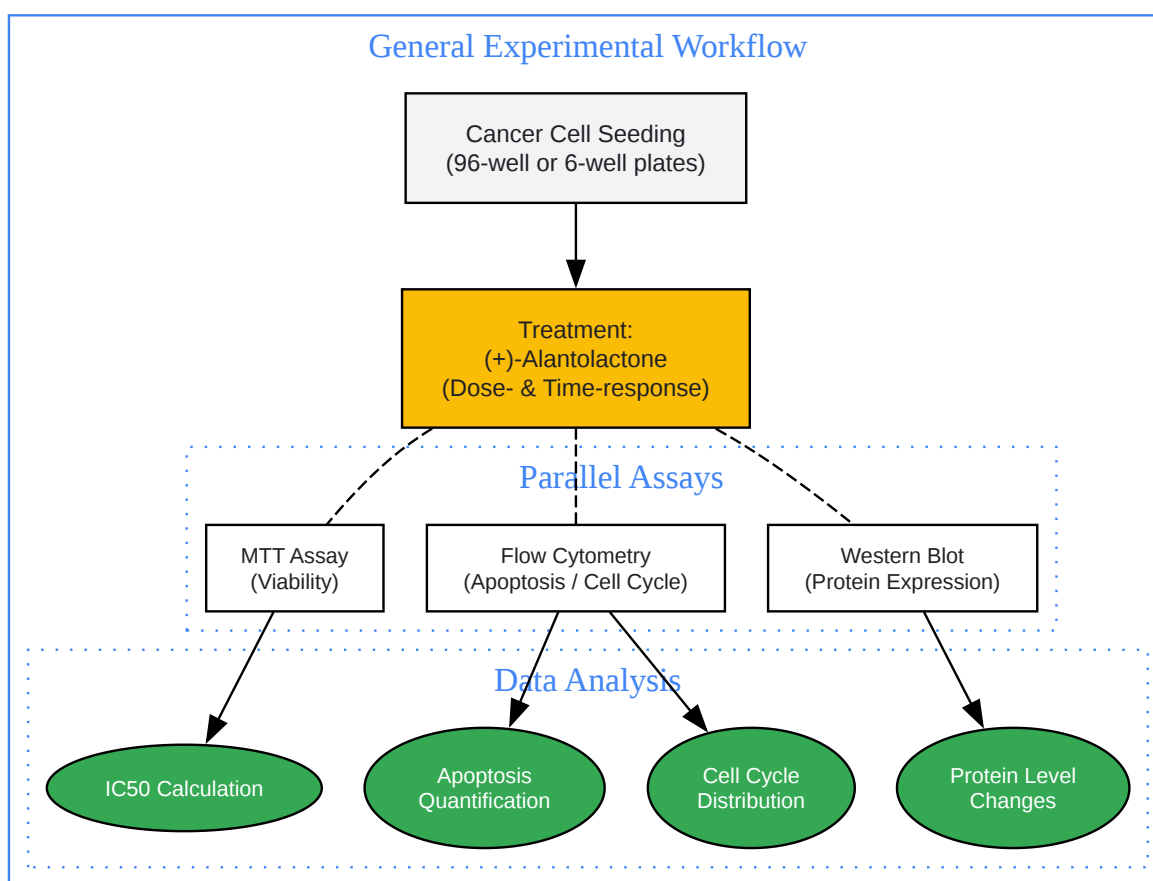 General Experimental Workflow
Cancer Cell Seeding
(96-well or 6-well plates)
Treatment:
(+)-Alantolactone
(Dose- & Time-response)
Parallel Assays
MTT Assay
(Viability)
Flow Cytometry
(Apoptosis / Cell Cycle)
Western Blot
(Protein Expression)
Data Analysis
IC50 Calculation
Apoptosis
Quantification
Cell Cycle
Distribution
Protein Level
Changes